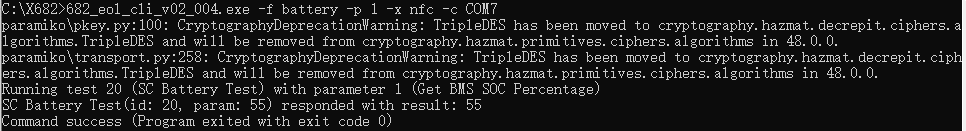 C:\X682>682_eol_cli_v02_004.exe -f battery -p 1 -x nfc -c COM7
paramiko\pkey.py:100: CryptographyDeprecationWarning: TripleDES has been moved to cryptography.hazmat.decrepit.ciphers.a
lgorithms.TripleDES and will be removed from cryptography.hazmat.primitives.ciphers.algorithms in 48.0.0.
paramiko\transport.py:258: CryptographyDeprecationWarning: TripleDES has been moved to cryptography.hazmat.decrepit.ciph
ers.algorithms.TripleDES and will be removed from cryptography.hazmat.primitives.ciphers.algorithms in 48.0.0.
Running test 20 (SC Battery Test) with parameter 1 (Get BMS SOC Percentage)
SC Battery Test(id: 20, param: 55) responded with result: 55
Command success (Program exited with exit code 0)